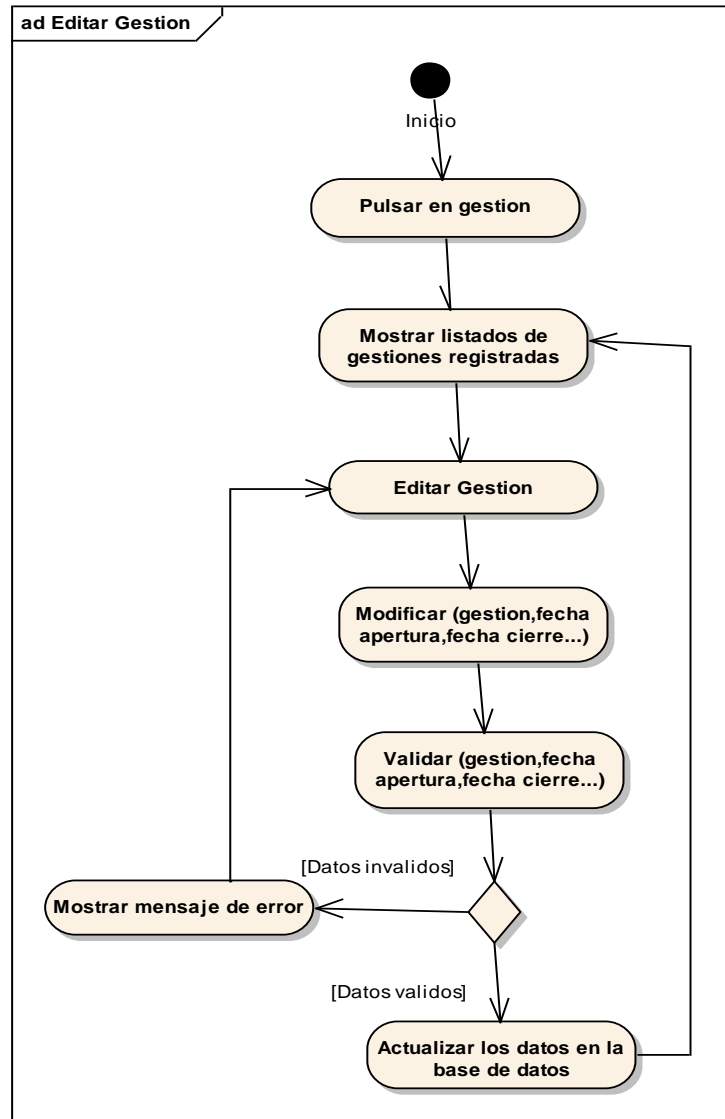 ad Editar Gestion
Inicio
Pulsar en gestion
Mostrar listados de
gestiones registradas
Editar Gestion
Modificar (gestion,fecha
apertura,fecha cierre...)
Validar (gestion,fecha
apertura,fecha cierre...)
[Datos invalidos]
Mostrar mensaje de error
[Datos validos]
Actualizar los datos en la
base de datos